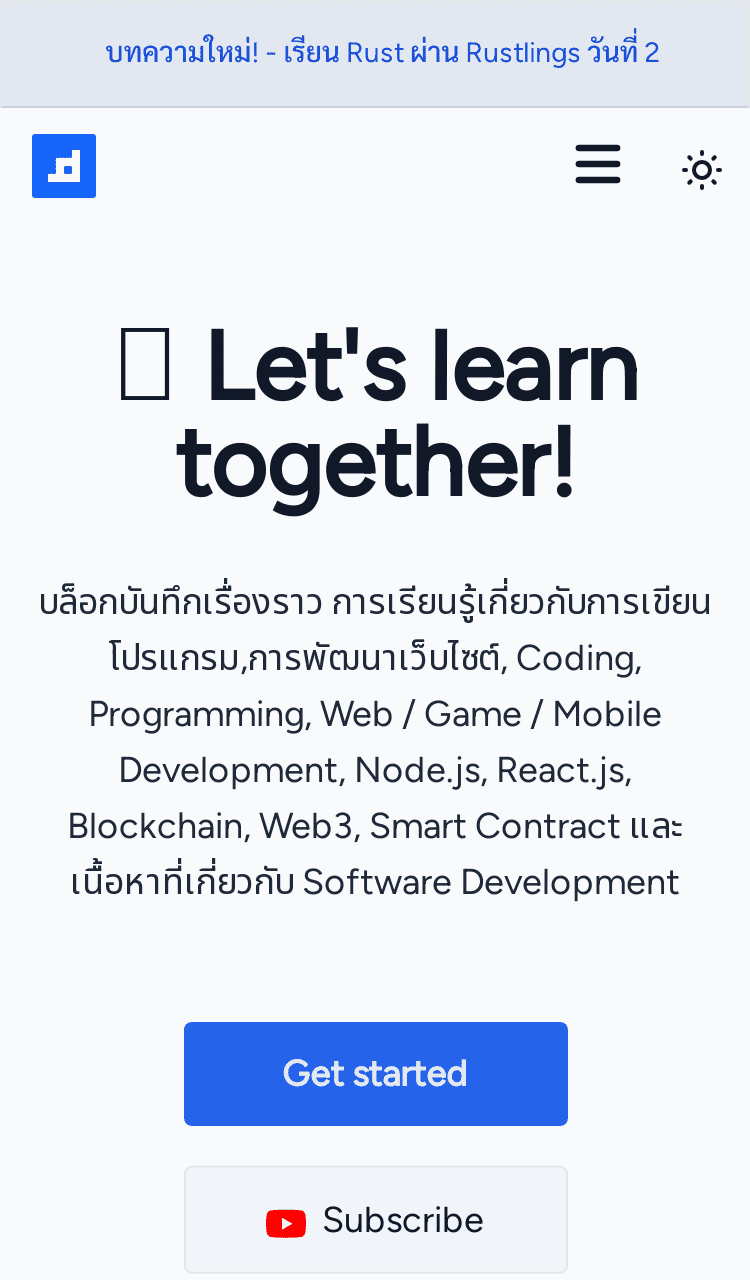 บทความใหม่! - เรียน Rust ผ่าน Rustlings วันที่ 2
Let's learn
together!
บล็อกบันทึกเรื่องราว การเรียนรู้เกี่ยวกับการเขียน
โปรแกรม,การพัฒนาเว็บไซต์, Coding,
Programming, Web / Game / Mobile
Development, Node.js, React.js,
Blockchain, Web3, Smart Contract และ
เนื้อหาที่เกี่ยวกับ Software Development
Get started
Subscribe